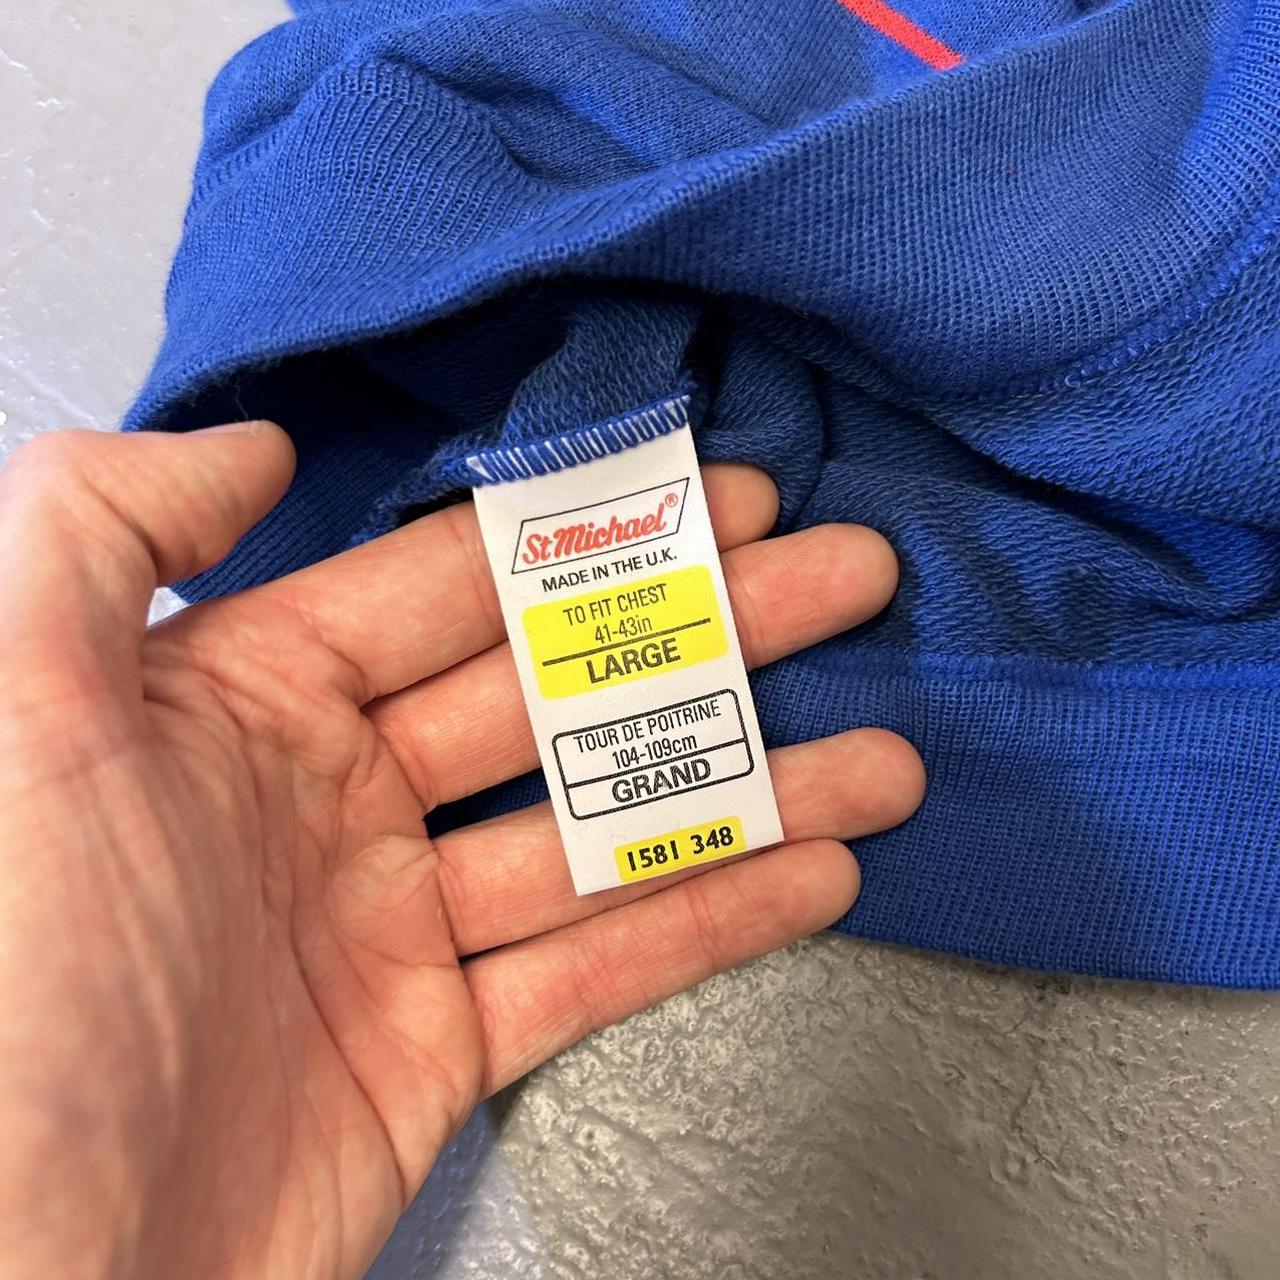 St Michael®
MADE IN THE U.K.
TO FIT CHEST
41-43in
LARGE
TOUR DE POITRINE
104-109cm
GRAND
1581 348